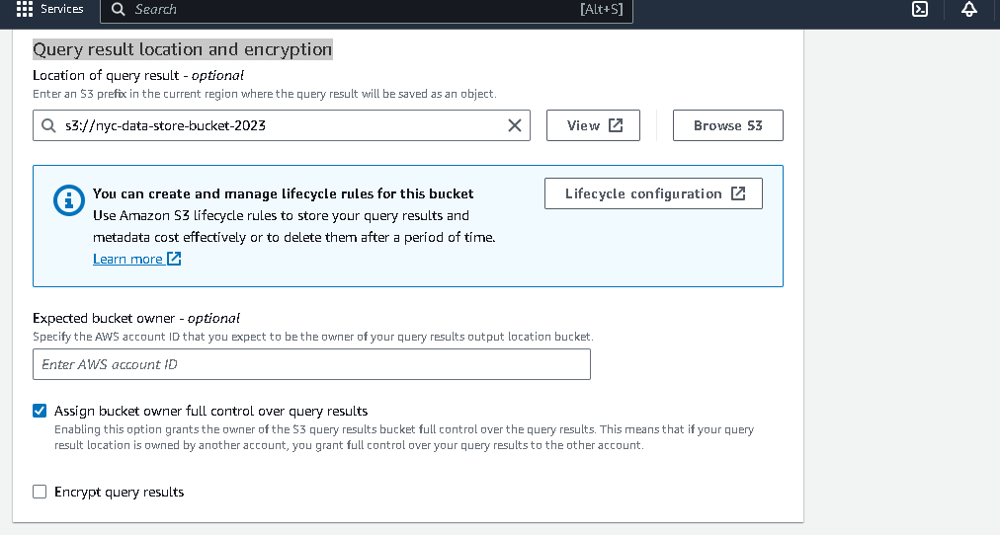 Services
Search
[Alt+S]
Query result location and encryption
Location of query result - optional
Enter an S3 prefix in the current region where the query result will be saved as an object.
s3://nyc-data-store-bucket-2023
View
Browse S3
You can create and manage lifecycle rules for this bucket
Lifecycle configuration
Use Amazon S3 lifecycle rules to store your query results and
metadata cost effectively or to delete them after a period of time.
Learn more
Expected bucket owner - optional
Specify the AWS account ID that you expect to be the owner of your query results output location bucket.
Enter AWS account ID
Assign bucket owner full control over query results
Enabling this option grants the owner of the S3 query results bucket full control over the query results. This means that if your query
result location is owned by another account, you grant full control over your query results to the other account.
Encrypt query results